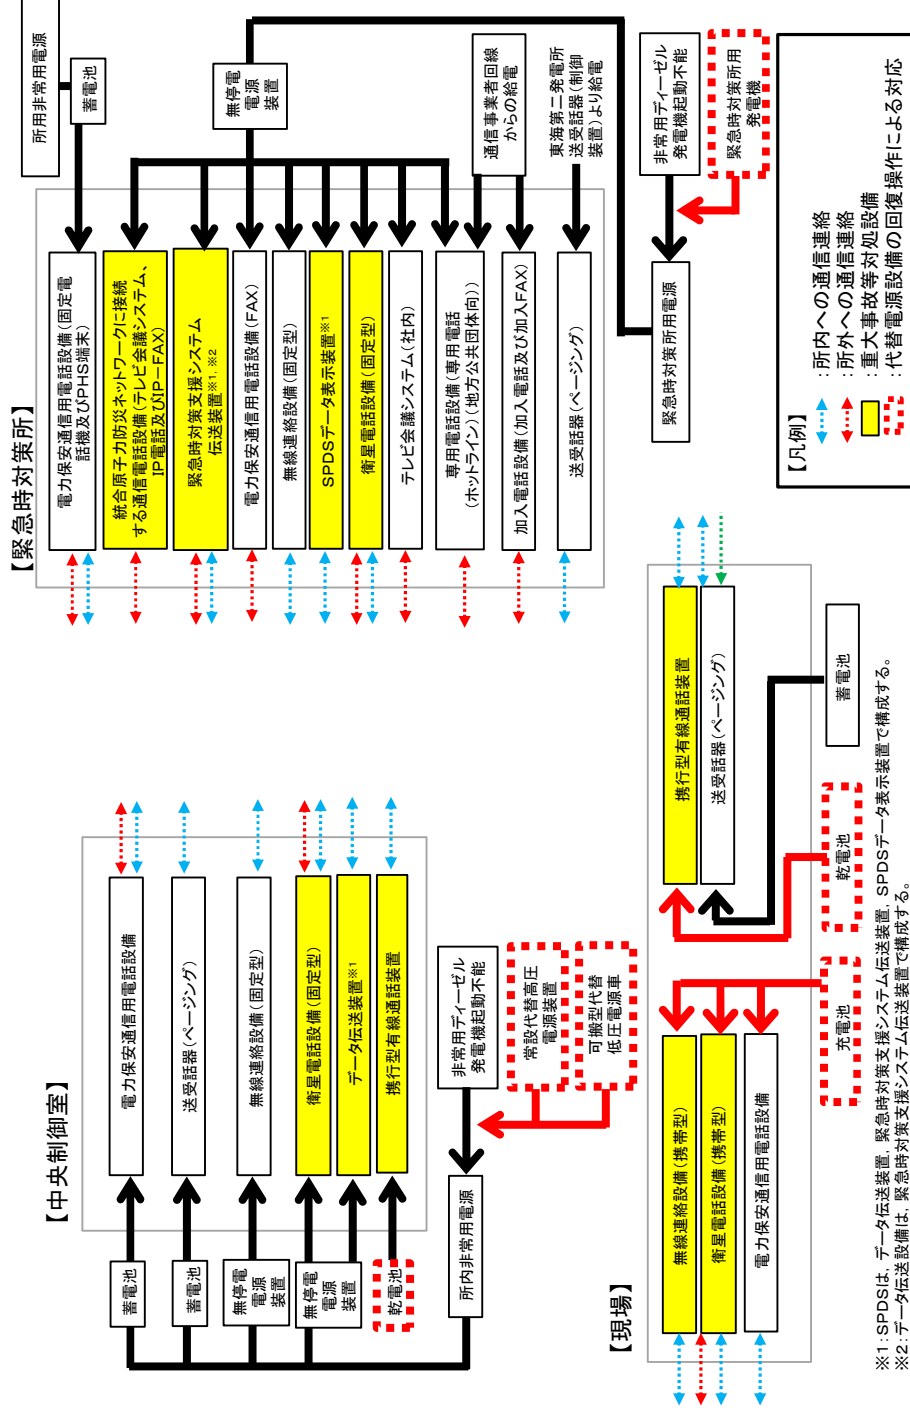 【中央制御室】
蓄電池
蓄電池
無停電
電源
装置
無停電
電源
装置
乾電池
電力保安通信用電話設備
送受話器(ページング)
無線連絡設備(固定型)
衛星電話設備(固定型)
データ伝送装置※1
携行型有線通話装置
所内非常用電源
非常用ディーゼル
発電機起動不能
常設代替高圧
電源装置
可搬型代替
低圧電源車
【緊急時対策所】
電力保安通信用電話設備(固定電
話機及びPHS端末)
統合原子力防災ネットワークに接続
する通信電話設備(テレビ会議システム、
IP電話及びIP-FAX)
緊急時対策支援システム
伝送装置※1, ※2
電力保安通信用電話設備(FAX)
無線連絡設備(固定型)
SPDSデータ表示装置※1
衛星電話設備(固定型)
テレビ会議システム(社内)
専用電話設備(専用電話
(ホットライン)(地方公共団体向))
加入電話設備(加入電話及び加入FAX)
送受話器(ページング)
所用非常用電源
蓄電池
無停電
電源
装置
通信事業者回線
からの給電
東海第二発電所
送受話器(制御
装置)より給電
緊急時対策所用電源
非常用ディーゼル
発電機起動不能
緊急時対策所用
発電機
【現場】
無線連絡設備(携帯型)
衛星電話設備(携帯型)
電力保安通信用電話設備
充電池
乾電池
携行型有線通話装置
送受話器(ページング)
蓄電池
【凡例】
:所内への通信連絡
:所外への通信連絡
:重大事故等対処設備
:代替電源設備の回復操作による対応
※1:SPDSは, データ伝送装置, 緊急時対策支援システム伝送装置, SPDSデータ表示装置で構成する。
※2:データ伝送設備は, 緊急時対策支援システム伝送装置で構成する。